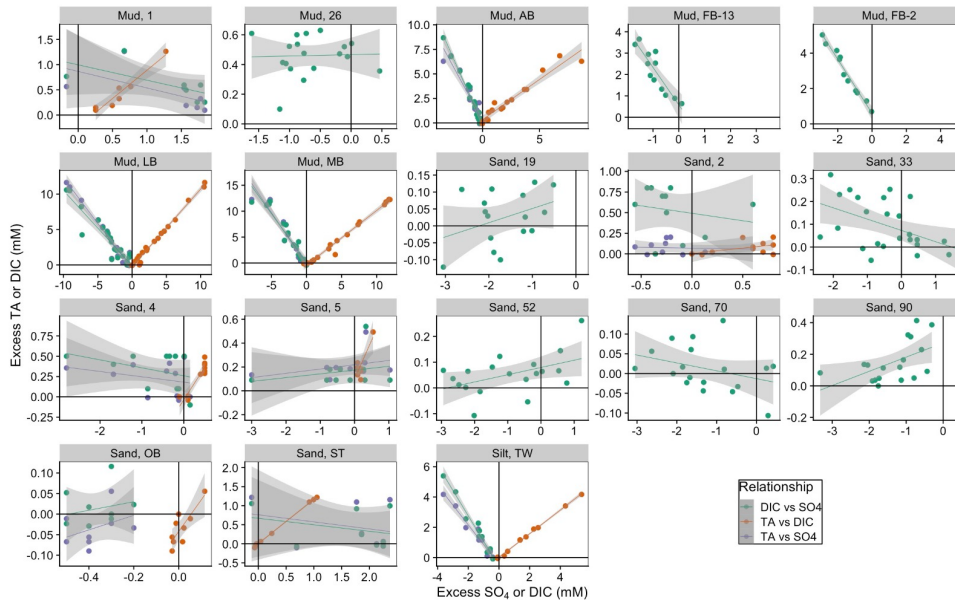 Mud, 1
Mud, 26
Mud, AB
Mud, FB-13
Mud, FB-2
1.5
1.0
0.5
0.0
0.0 0.5 1.0 1.5
0.6
0.4
0.2
0.0
-1.5 -1.0 -0.5 0.0 0.5
10.0
7.5
5.0
2.5
0.0
0 5
4
3
2
1
0
-1 0 1 2 3
5
4
3
2
1
0
-2 0 2 4
Mud, LB
Mud, MB
Sand, 19
Sand, 2
Sand, 33
10
5
0
-10 -5 0 5 10
15
10
5
0
-5 0 5 10
0.15
0.10
0.05
0.00
-0.05
-0.10
-3 -2 -1 0
1.00
0.75
0.50
0.25
0.00
-0.5 0.0 0.5
0.3
0.2
0.1
0.0
-0.1
-2 -1 0 1
Sand, 4
Sand, 5
Sand, 52
Sand, 70
Sand, 90
0.75
0.50
0.25
0.00
-0.25
-3 -2 -1 0
0.6
0.4
0.2
0.0
-0.2
-3 -2 -1 0 1
0.2
0.1
0.0
-0.1
-2 -1 0 1
0.10
0.05
0.00
-0.05
-0.10
-3 -2 -1 0
0.4
0.2
0.0
-0.2
-3 -2 -1 0
Sand, OB
Sand, ST
Silt, TW
0.10
0.05
0.00
-0.05
-0.10
-0.4 -0.2 0.0
2.0
1.5
1.0
0.5
0.0
-0.5
0 1 2
6
4
2
0
-4 -2 0 2 4
Excess TA or DIC (mM)
Excess SO₄ or DIC (mM)
Relationship
DIC vs SO4
TA vs DIC
TA vs SO4